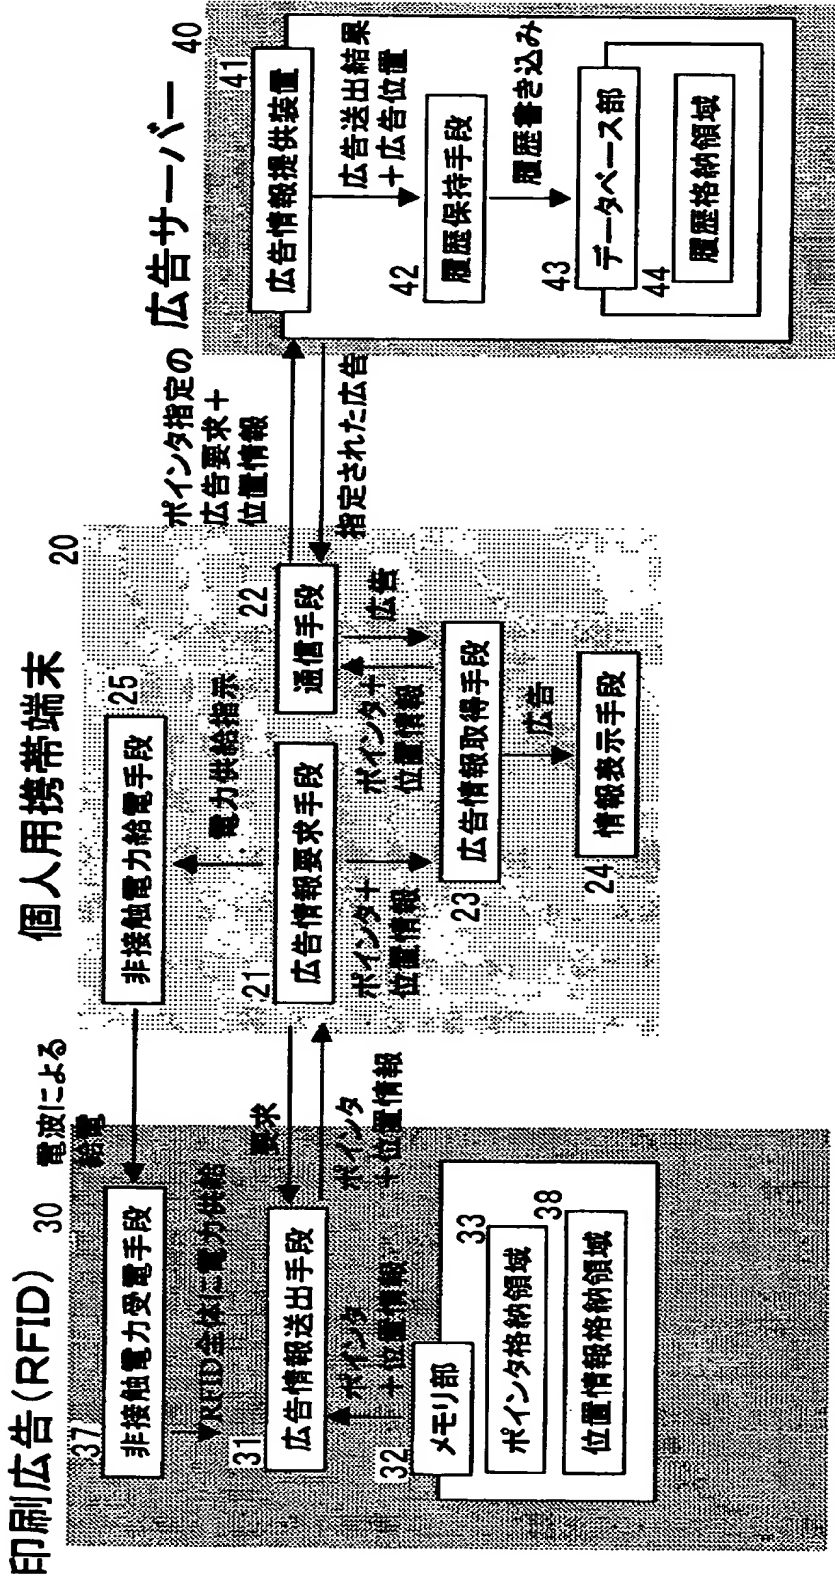 印刷広告(RFID)
30
電波による
給電
37
非接触電力受電手段
RFID全体に電力供給
31
広告情報送出手段
要求
ポインタ
+位置情報
ポインタ
+位置情報
32
メモリ部
33
ポインタ格納領域
38
位置情報格納領域
個人用携帯端末
20
25
非接触電力給電手段
電力供給指示
21
広告情報要求手段
22
通信手段
ポインタ+
位置情報
ポインタ+
位置情報
広告
23
広告情報取得手段
広告
24
情報表示手段
ポインタ指定の
広告要求+
位置情報
指定された広告
広告サーバー
40
41
広告情報提供装置
広告送出結果
+広告位置
42
履歴保持手段
履歴書き込み
43
データベース部
44
履歴格納領域